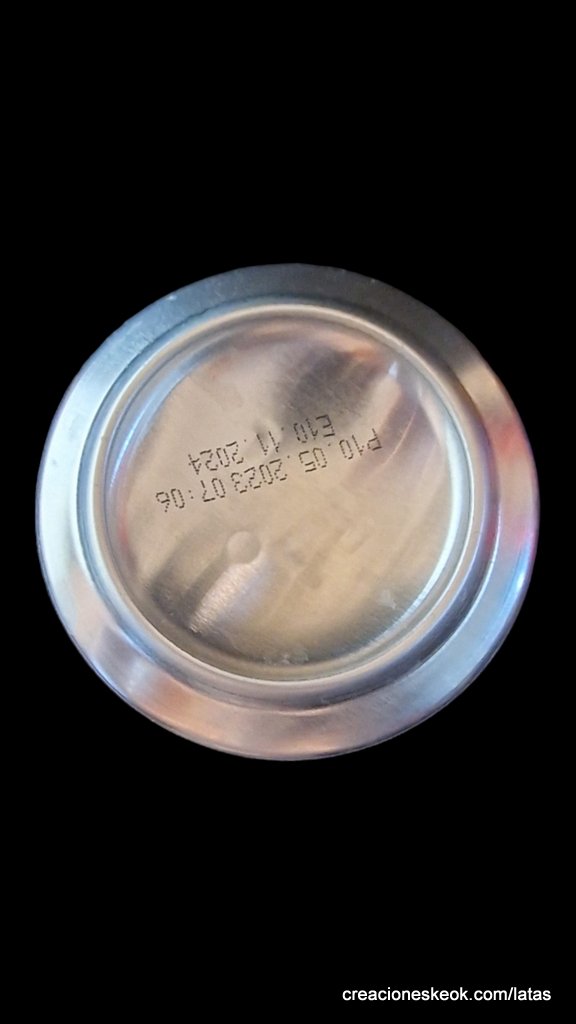 P10.05.2023 07:06
E10.11.2024
creacioneskeok.com/latas